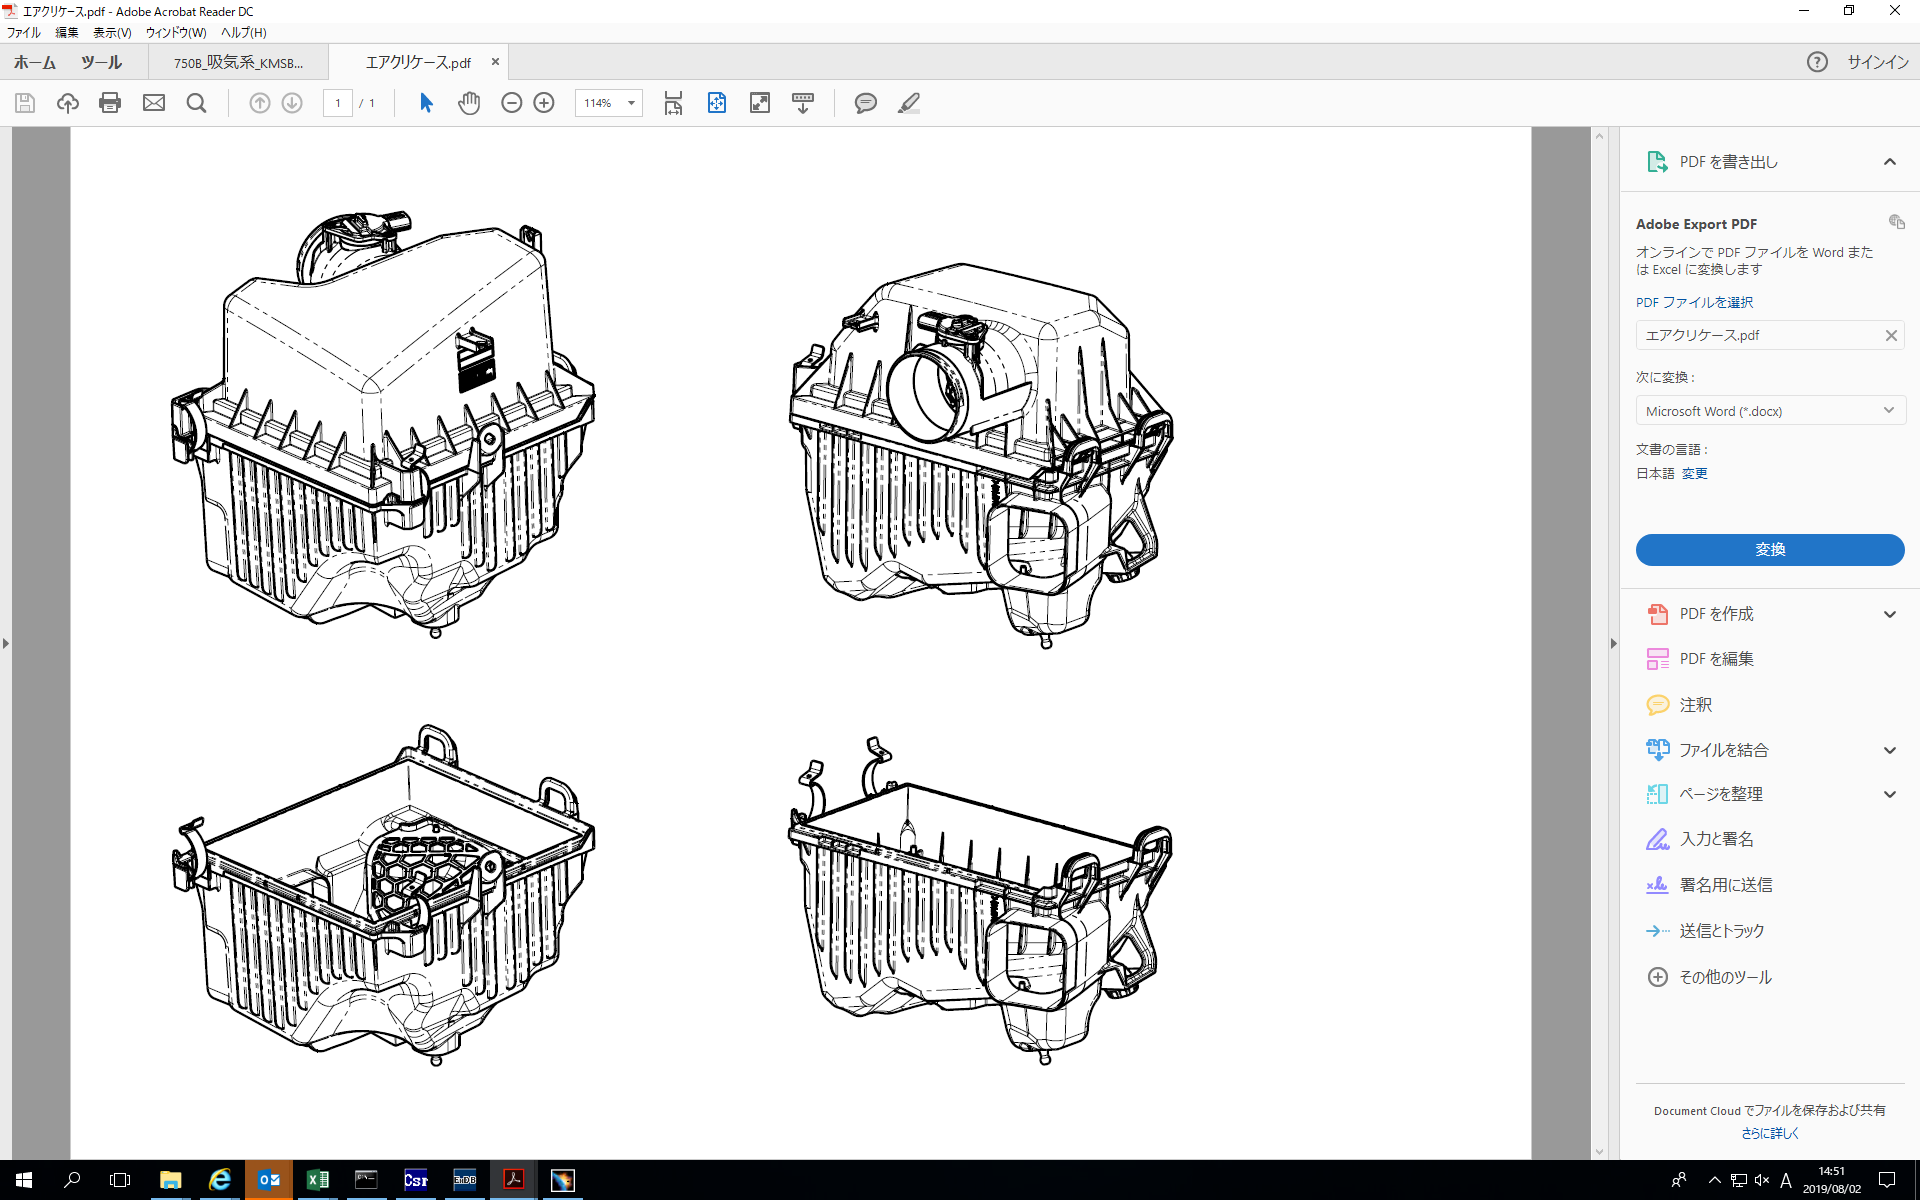 エアクリケース.pdf - Adobe Acrobat Reader DC
ファイル 編集 表示(V) ウィンドウ(W) ヘルプ(H)
ホーム ツール 750B_吸気系_KMSB... エアクリケース.pdf ×
サインイン
1 / 1
114%
PDF を書き出し
Adobe Export PDF
オンラインで PDF ファイルを Word また
は Excel に変換します
PDF ファイルを選択
エアクリケース.pdf
次に変換 :
Microsoft Word (*.docx)
文書の言語 :
日本語 変更
変換
PDF を作成
PDF を編集
注釈
ファイルを結合
ページを整理
入力と署名
署名用に送信
送信とトラック
その他のツール
Document Cloud でファイルを保存および共有
さらに詳しく
Csr
EnDB
A
14:51
2019/08/02